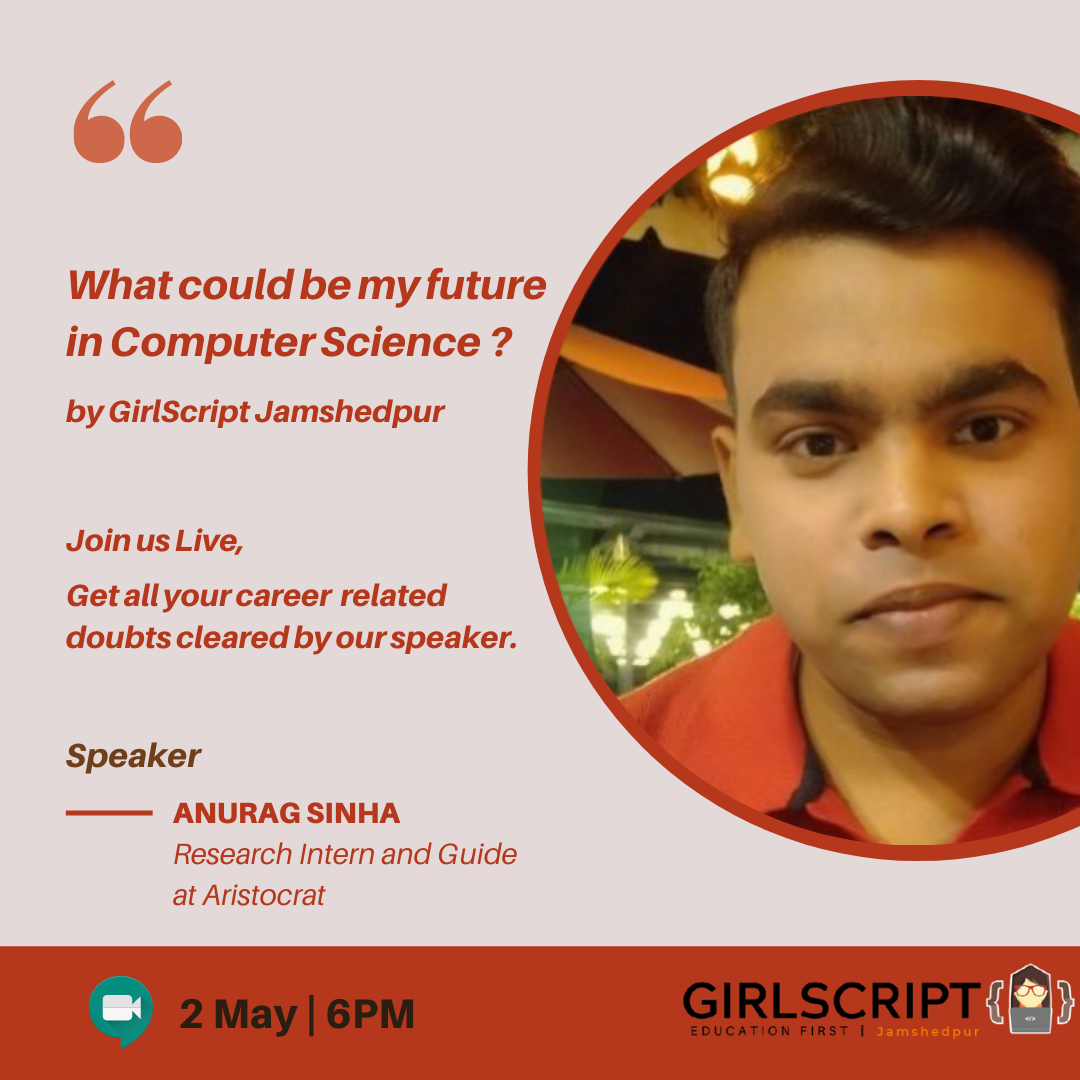 “
What could be my future
in Computer Science ?
by GirlScript Jamshedpur
Join us Live,
Get all your career related
doubts cleared by our speaker.
Speaker
ANURAG SINHA
Research Intern and Guide
at Aristocrat
2 May | 6PM
GIRLSCRIPT
EDUCATION FIRST | Jamshedpur
{ </> }